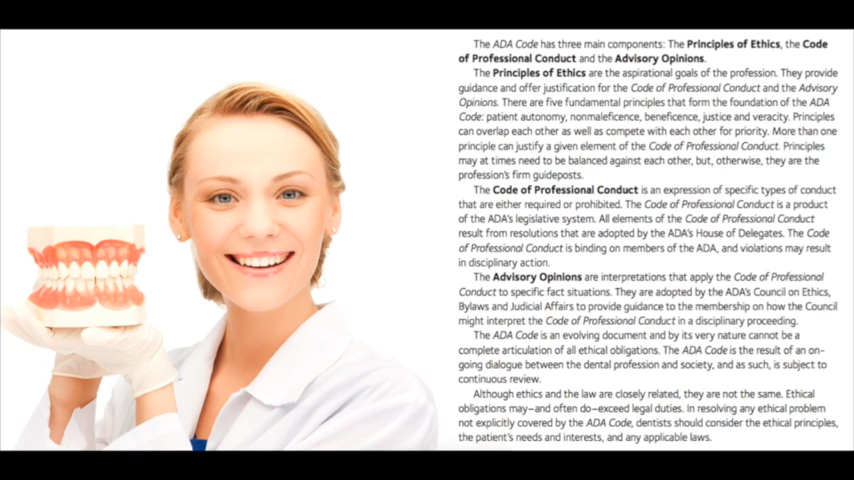 The ADA Code has three main components: The Principles of Ethics, the Code
of Professional Conduct and the Advisory Opinions.
The Principles of Ethics are the aspirational goals of the profession. They provide
guidance and offer justification for the Code of Professional Conduct and the Advisory
Opinions. There are five fundamental principles that form the foundation of the ADA
Code: patient autonomy, nonmaleficence, beneficence, justice and veracity. Principles
can overlap each other as well as compete with each other for priority. More than one
principle can justify a given element of the Code of Professional Conduct. Principles
may at times need to be balanced against each other, but, otherwise, they are the
profession's firm guideposts.
The Code of Professional Conduct is an expression of specific types of conduct
that are either required or prohibited. The Code of Professional Conduct is a product
of the ADA's legislative system. All elements of the Code of Professional Conduct
result from resolutions that are adopted by the ADA's House of Delegates. The Code
of Professional Conduct is binding on members of the ADA, and violations may result
in disciplinary action.
The Advisory Opinions are interpretations that apply the Code of Professional
Conduct to specific fact situations. They are adopted by the ADA's Council on Ethics,
Bylaws and Judicial Affairs to provide guidance to the membership on how the Council
might interpret the Code of Professional Conduct in a disciplinary proceeding.
The ADA Code is an evolving document and by its very nature cannot be a
complete articulation of all ethical obligations. The ADA Code is the result of an on-
going dialogue between the dental profession and society, and as such, is subject to
continuous review.
Although ethics and the law are closely related, they are not the same. Ethical
obligations may–and often do–exceed legal duties. In resolving any ethical problem
not explicitly covered by the ADA Code, dentists should consider the ethical principles,
the patient's needs and interests, and any applicable laws.